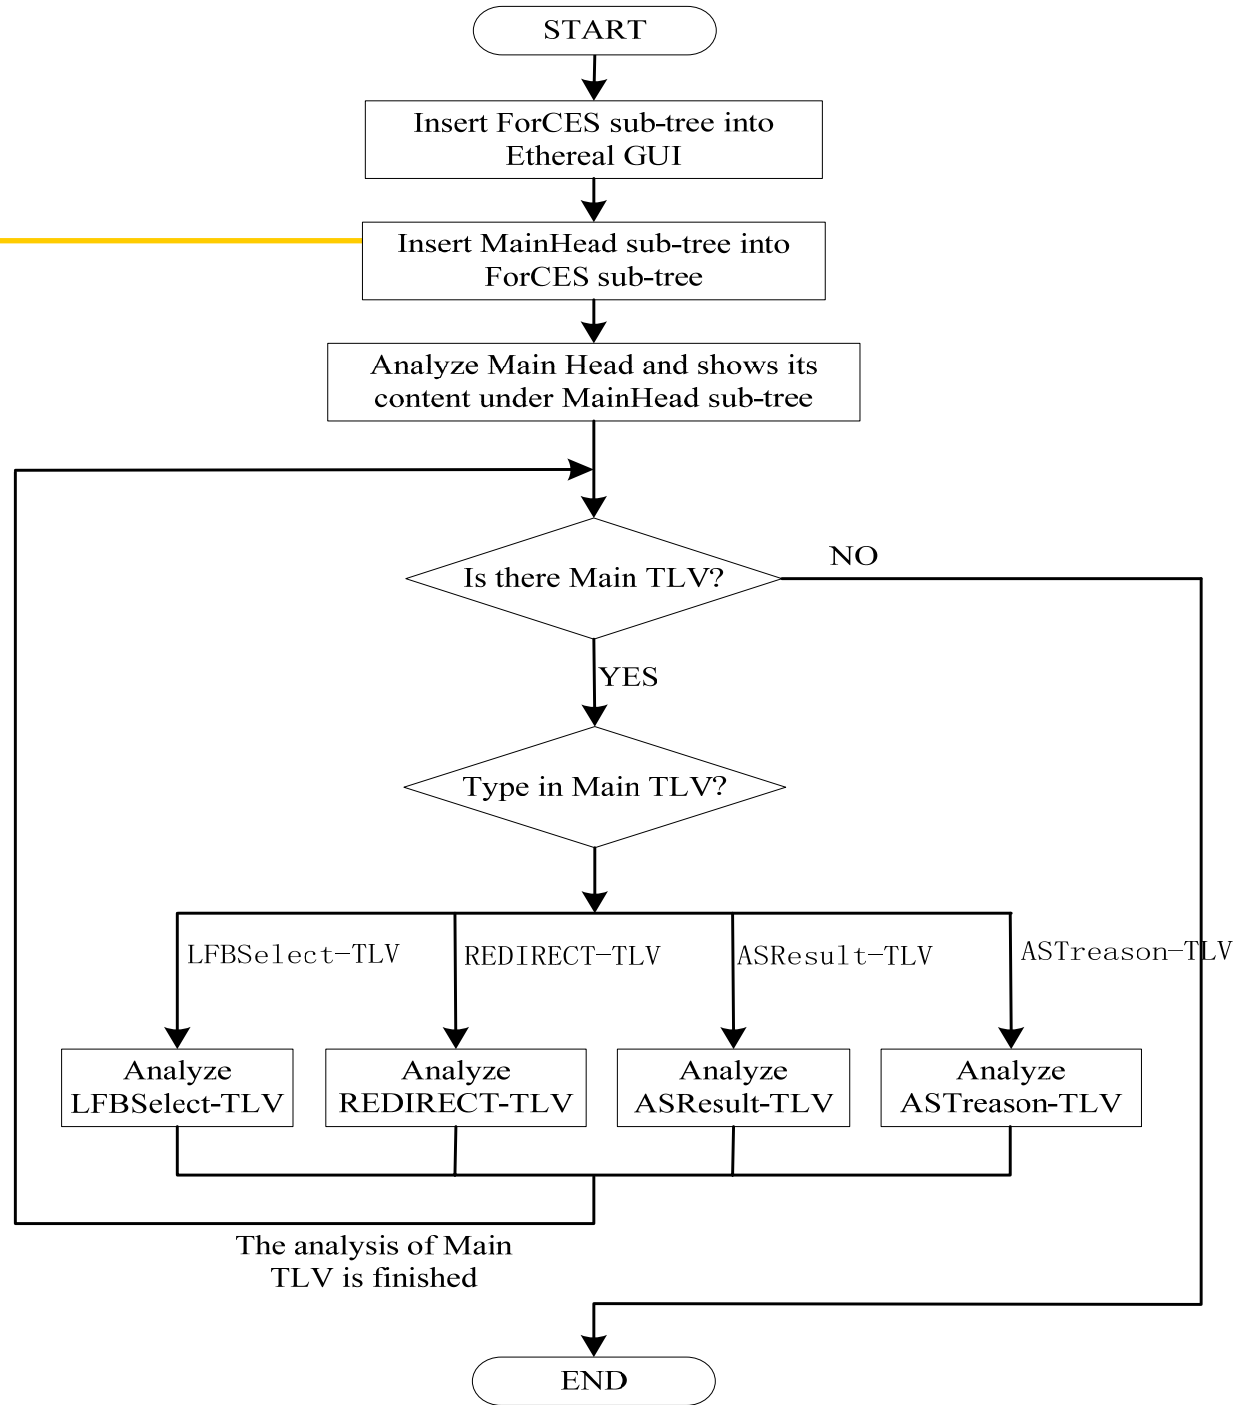 START
Insert ForCES sub-tree into
Ethereal GUI
Insert MainHead sub-tree into
ForCES sub-tree
Analyze Main Head and shows its
content under MainHead sub-tree
Is there Main TLV?
NO
YES
Type in Main TLV?
LFBSelect-TLV
REDIRECT-TLV
ASResult-TLV
ASTreason-TLV
Analyze
LFBSelect-TLV
Analyze
REDIRECT-TLV
Analyze
ASResult-TLV
Analyze
ASTreason-TLV
The analysis of Main
TLV is finished
END